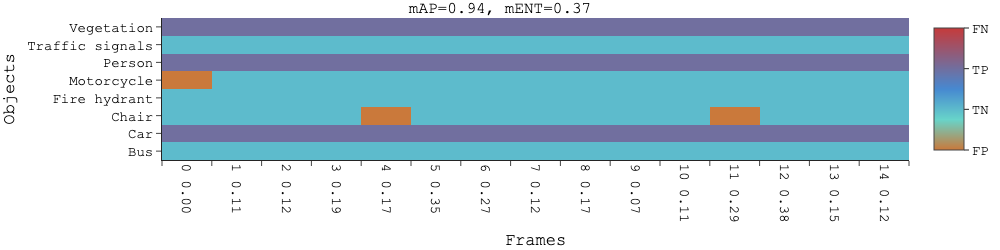 mAP=0.94, mENT=0.37
Objects
Vegetation
Traffic signals
Person
Motorcycle
Fire hydrant
Chair
Car
Bus
FN
TP
TN
FP
0 0.00
1 0.11
2 0.12
3 0.19
4 0.17
5 0.35
6 0.27
7 0.12
9 0.07
10 0.11
11 0.29
12 0.38
13 0.15
14 0.12
Frames